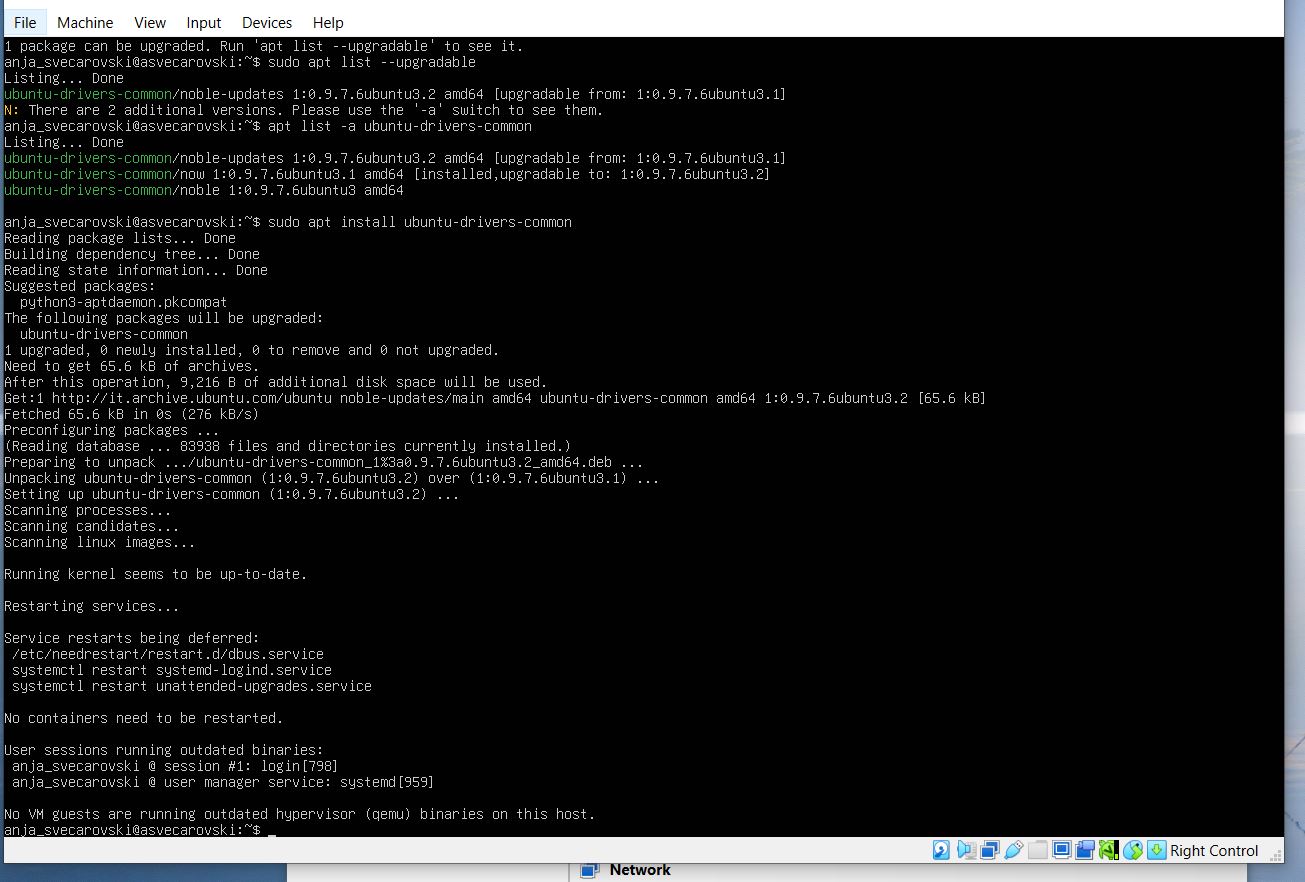 File Machine View Input Devices Help
1 package can be upgraded. Run 'apt list --upgradable' to see it.
anja_svecarovski@asvecarovski:~$ sudo apt list --upgradable
Listing... Done
ubuntu-drivers-common/noble-updates 1:0.9.7.6ubuntu3.2 amd64 [upgradable from: 1:0.9.7.6ubuntu3.1]
N: There are 2 additional versions. Please use the '-a' switch to see them.
anja_svecarovski@asvecarovski:~$ apt list -a ubuntu-drivers-common
Listing... Done
ubuntu-drivers-common/noble-updates 1:0.9.7.6ubuntu3.2 amd64 [upgradable from: 1:0.9.7.6ubuntu3.1]
ubuntu-drivers-common/now 1:0.9.7.6ubuntu3.1 amd64 [installed,upgradable to: 1:0.9.7.6ubuntu3.2]
ubuntu-drivers-common/noble 1:0.9.7.6ubuntu3 amd64
anja_svecarovski@asvecarovski:~$ sudo apt install ubuntu-drivers-common
Reading package lists... Done
Building dependency tree... Done
Reading state information... Done
Suggested packages:
python3-aptdaemon.pkcompat
The following packages will be upgraded:
ubuntu-drivers-common
1 upgraded, 0 newly installed, 0 to remove and 0 not upgraded.
Need to get 65.6 kB of archives.
After this operation, 9,216 B of additional disk space will be used.
Get:1 http://it.archive.ubuntu.com/ubuntu noble-updates/main amd64 ubuntu-drivers-common amd64 1:0.9.7.6ubuntu3.2 [65.6 kB]
Fetched 65.6 kB in 0s (276 kB/s)
Preconfiguring packages ...
(Reading database ... 83938 files and directories currently installed.)
Preparing to unpack .../ubuntu-drivers-common_1%3a0.9.7.6ubuntu3.2_amd64.deb ...
Unpacking ubuntu-drivers-common (1:0.9.7.6ubuntu3.2) over (1:0.9.7.6ubuntu3.1) ...
Setting up ubuntu-drivers-common (1:0.9.7.6ubuntu3.2) ...
Scanning processes...
Scanning candidates...
Scanning linux images...
Running kernel seems to be up-to-date.
Restarting services...
Service restarts being deferred:
/etc/needrestart/restart.d/dbus.service
systemctl restart systemd-logind.service
systemctl restart unattended-upgrades.service
No containers need to be restarted.
User sessions running outdated binaries:
anja_svecarovski @ session #1: login[798]
anja_svecarovski @ user manager service: systemd[959]
No VM guests are running outdated hypervisor (qemu) binaries on this host.
anja_svecarovski@asvecarovski:~$ _
Right Control
Network